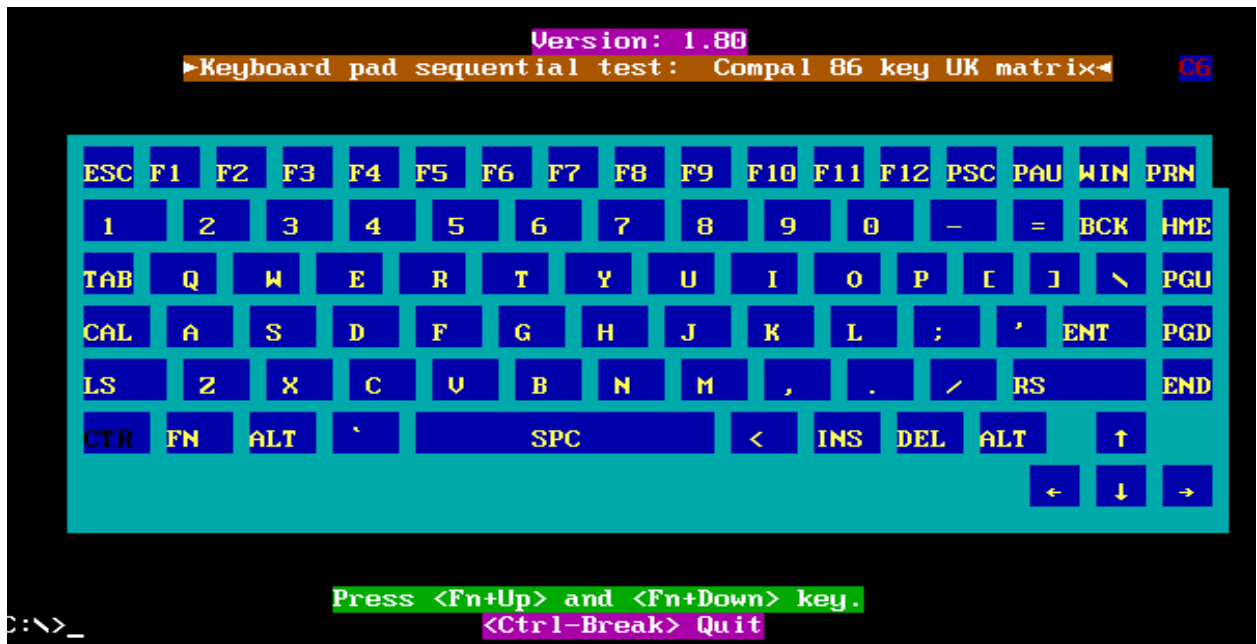 Version: 1.80
►Keyboard pad sequential test: Compal 86 key UK matrix◄ C6
ESC F1 F2 F3 F4 F5 F6 F7 F8 F9 F10 F11 F12 PSC PAU WIN PRN
1 2 3 4 5 6 7 8 9 0 - = BCK HME
TAB Q W E R T Y U I O P [ ] \ PGU
CAL A S D F G H J K L ; ' ENT PGD
LS Z X C V B N M , . / RS END
CTR FN ALT ` SPC < INS DEL ALT ↑
← ↓ →
Press <Fn+Up> and <Fn+Down> key.
C:\>_ <Ctrl-Break> Quit